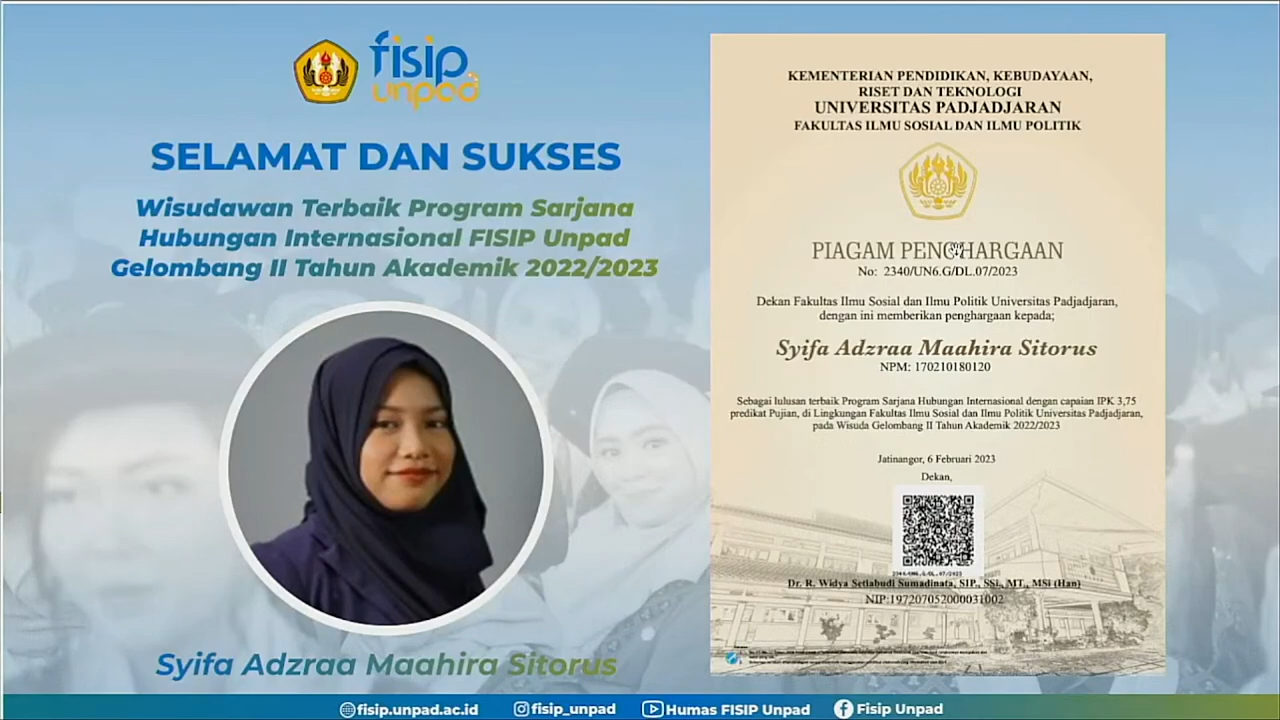 fisip
unpad
SELAMAT DAN SUKSES
Wisudawan Terbaik Program Sarjana
Hubungan Internasional FISIP Unpad
Gelombang II Tahun Akademik 2022/2023
Syifa Adzraa Maahira Sitorus
KEMENTERIAN PENDIDIKAN, KEBUDAYAAN,
RISET DAN TEKNOLOGI
UNIVERSITAS PADJADJARAN
FAKULTAS ILMU SOSIAL DAN ILMU POLITIK
PIAGAM PENGHARGAAN
No: 2340/UN6.G/DL.07/2023
Dekan Fakultas Ilmu Sosial dan Ilmu Politik Universitas Padjadjaran,
dengan ini memberikan penghargaan kepada;
Syifa Adzraa Maahira Sitorus
NPM: 170210180120
Sebagai lulusan terbaik Program Sarjana Hubungan Internasional dengan capaian IPK 3,75
predikat Pujian, di Lingkungan Fakultas Ilmu Sosial dan Ilmu Politik Universitas Padjadjaran,
pada Wisuda Gelombang II Tahun Akademik 2022/2023
Jatinangor, 6 Februari 2023
Dekan,
Dr. R. Widya Setiabudi Sumadinata, SIP., SSi., MT., MSi (Han)
NIP:197207052000031002
fisip.unpad.ac.id
fisip_unpad
Humas FISIP Unpad
Fisip Unpad